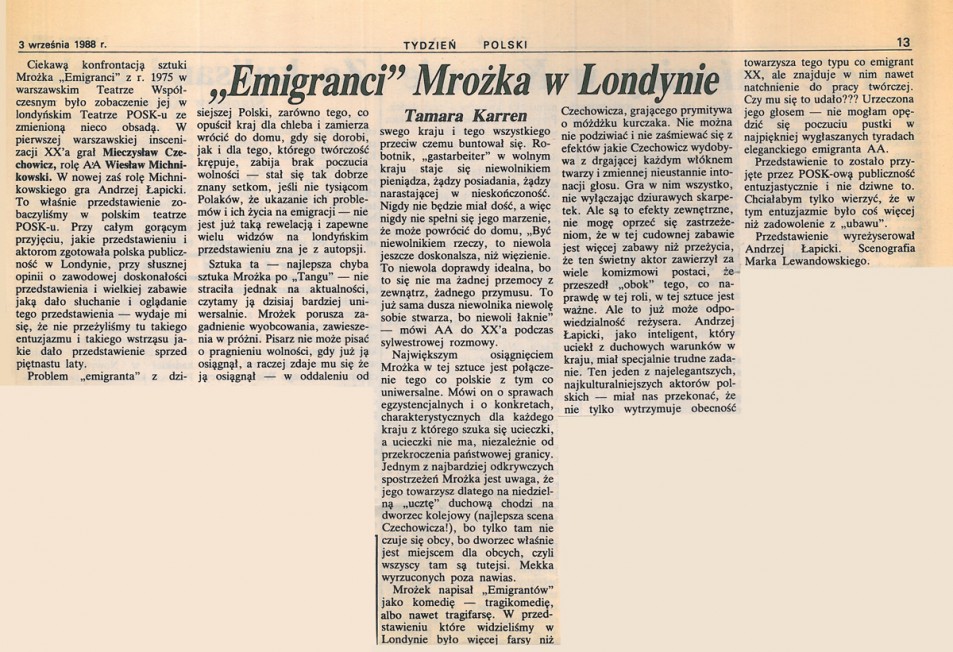 3 września 1988 r.
TYDZIEŃ POLSKI
13
„Emigranci” Mrożka w Londynie
Tamara Karren
Ciekawą konfrontacją sztuki
Mrożka „Emigranci” z r. 1975 w
warszawskim Teatrze Współ-
czesnym było zobaczenie jej w
londyńskim Teatrze POSK-u ze
zmienioną nieco obsadą. W
pierwszej warszawskiej insceni-
zacji XX'a grał Mieczysław Cze-
chowicz, rolę AA Wiesław Michni-
kowski. W nowej zaś rolę Michni-
kowskiego gra Andrzej Łapicki.
To właśnie przedstawienie zo-
baczyliśmy w polskim teatrze
POSK-u. Przy całym gorącym
przyjęciu, jakie przedstawieniu i
aktorom zgotowała polska publicz-
ność w Londynie, przy słusznej
opinii o zawodowej doskonałości
przedstawienia i wielkiej zabawie
jaką dało słuchanie i oglądanie
tego przedstawienia — wydaje mi
się, że nie przeżyliśmy tu takiego
entuzjazmu i takiego wstrząsu ja-
kie dało przedstawienie sprzed
piętnastu laty.
Problem „emigranta” z dzi-
siejszej Polski, zarówno tego, co
opuścił kraj dla chleba i zamierza
wrócić do domu, gdy się dorobi,
jak i dla tego, którego twórczość
krępuje, zabija brak poczucia
wolności — stał się tak dobrze
znany setkom, jeśli nie tysiącom
Polaków, że ukazanie ich proble-
mów i ich życia na emigracji — nie
jest już taką rewelacją i zapewne
wielu widzów na londyńskim
przedstawieniu zna je z autopsji.
Sztuka ta — najlepsza chyba
sztuka Mrożka po „Tangu” — nie
straciła jednak na aktualności,
czytamy ją dzisiaj bardziej uni-
wersalnie. Mrożek porusza za-
gadnienie wyobcowania, zawiesze-
nia w próżni. Pisarz nie może pisać
o pragnieniu wolności, gdy już ją
osiągnął, a raczej zdaje mu się że
ją osiągnął — w oddaleniu od
swego kraju i tego wszystkiego
przeciw czemu buntował się. Ro-
botnik, „gastarbeiter” w wolnym
kraju staje się niewolnikiem
pieniądza, żądzy posiadania, żądzy
narastającej w nieskończoność.
Nigdy nie będzie miał dość, a więc
nigdy nie spełni się jego marzenie,
że może powrócić do domu, „Być
niewolnikiem rzeczy, to niewola
jeszcze doskonalsza, niż więzienie.
To niewola doprawdy idealna, bo
to się nie ma żadnej przemocy z
zewnątrz, żadnego przymusu. To
już sama dusza niewolnika niewolę
sobie stwarza, bo niewoli łaknie”
— mówi AA do XX'a podczas
sylwestrowej rozmowy.
Największym osiągnięciem
Mrożka w tej sztuce jest połącze-
nie tego co polskie z tym co
uniwersalne. Mówi on o sprawach
egzystencjalnych i o konkretach,
charakterystycznych dla każdego
kraju z którego szuka się ucieczki,
a ucieczki nie ma, niezależnie od
przekroczenia państwowej granicy.
Jednym z najbardziej odkrywczych
spostrzeżeń Mrożka jest uwaga, że
jego towarzysz dlatego na niedziel-
ną „ucztę” duchową chodzi na
dworzec kolejowy (najlepsza scena
Czechowicza!), bo tylko tam nie
czuje się obcy, bo dworzec właśnie
jest miejscem dla obcych, czyli
wszyscy tam są tutejsi. Mekka
wyrzuconych poza nawias.
Mrożek napisał „Emigrantów”
jako komedię — tragikomedię,
albo nawet tragifarsę. W przed-
stawieniu które widzieliśmy w
Londynie było więcej farsy niż
Czechowicza, grającego prymitywa
o móżdżku kurczaka. Nie można
nie podziwiać i nie zaśmiewać się z
efektów jakie Czechowicz wydoby-
wa z drgającej każdym włóknem
twarzy i zmiennej nieustannie into-
nacji głosu. Gra w nim wszystko,
nie wyłączając dziurawych skarpe-
tek. Ale są to efekty zewnętrzne,
nie mogę oprzeć się zastrzeże-
niom, że w tej cudownej zabawie
jest więcej zabawy niż przeżycia,
że ten świetny aktor zawierzył za
wiele komizmowi postaci, że
przeszedł „obok” tego, co na-
prawdę w tej roli, w tej sztuce jest
ważne. Ale to już może odpo-
wiedzialność reżysera. Andrzej
Łapicki, jako inteligent, który
uciekł z duchowych warunków w
kraju, miał specjalnie trudne zada-
nie. Ten jeden z najelegantszych,
najkulturalniejszych aktorów pol-
skich — miał nas przekonać, że
nie tylko wytrzymuje obecność
towarzysza tego typu co emigrant
XX, ale znajduje w nim nawet
natchnienie do pracy twórczej.
Czy mu się to udało??? Urzeczona
jego głosem — nie mogłam opę-
dzić się poczuciu pustki w
najpiękniej wygłaszanych tyradach
eleganckiego emigranta AA.
Przedstawienie to zostało przy-
jęte przez POSK-ową publiczność
entuzjastycznie i nie dziwne to.
Chciałabym tylko wierzyć, że w
tym entuzjazmie było coś więcej
niż zadowolenie z „ubawu”.
Przedstawienie wyreżyserował
Andrzej Łapicki. Scenografia
Marka Lewandowskiego.